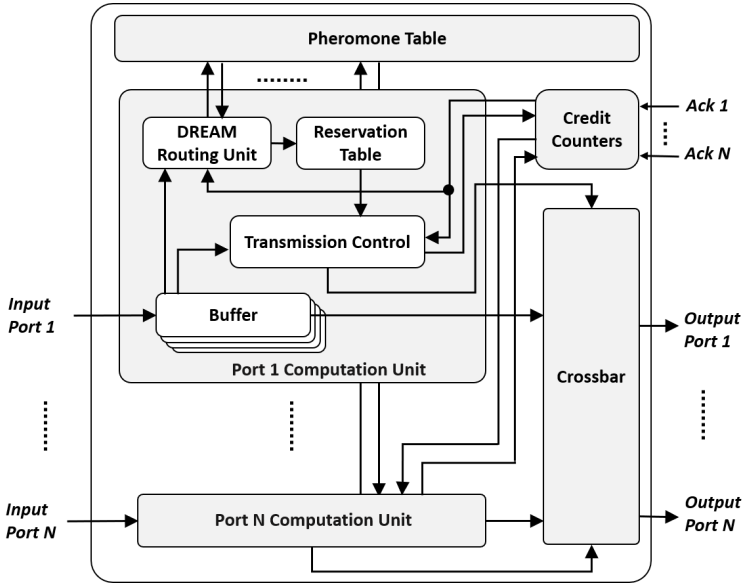 Pheromone Table
DREAM
Routing Unit
Reservation
Table
Credit
Counters
Ack 1
Ack N
Transmission Control
Input
Port 1
Buffer
Output
Port 1
Port 1 Computation Unit
Crossbar
Input
Port N
Port N Computation Unit
Output
Port N